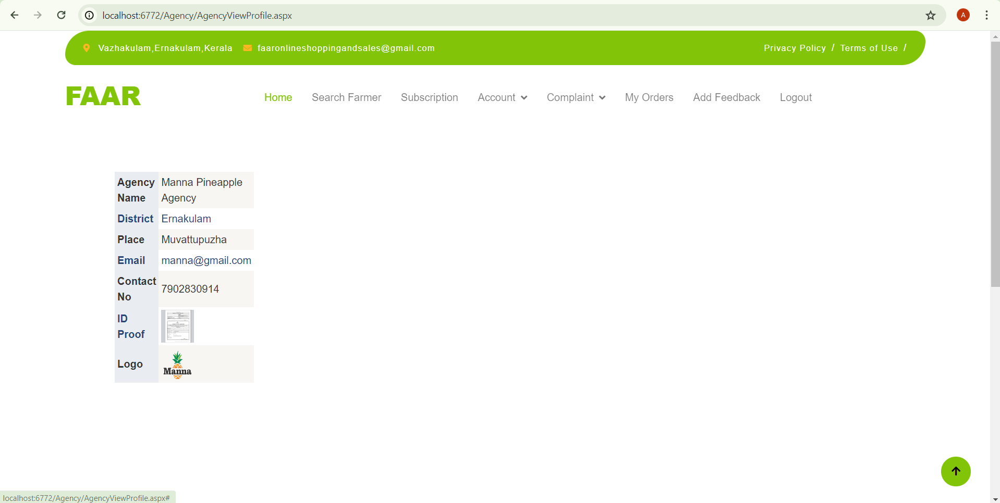 localhost:6772/Agency/AgencyViewProfile.aspx
A
Vazhakulam,Ernakulam,Kerala faaronlineshoppingandsales@gmail.com Privacy Policy / Terms of Use /
FAAR
Home Search Farmer Subscription Account Complaint My Orders Add Feedback Logout
Agency Name Manna Pineapple Agency
District Ernakulam
Place Muvattupuzha
Email manna@gmail.com
Contact No 7902830914
ID Proof
Logo Manna
localhost:6772/Agency/AgencyViewProfile.aspx#